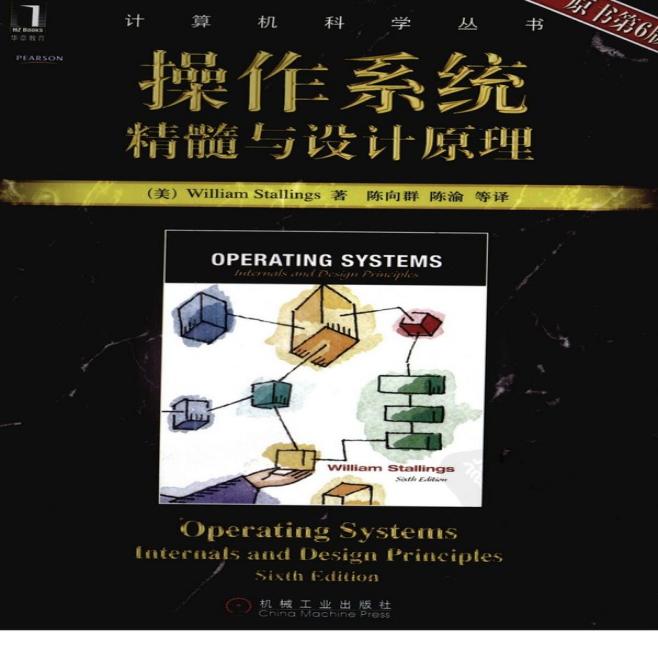 计算机科学丛书
HZ Books
华章教育
PEARSON
原书第6版
操作系统
精髓与设计原理
(美) William Stallings 著 陈向群 陈渝 等译
OPERATING SYSTEMS
Internals and Design Principles
William Stallings
Sixth Edition
Operating Systems
Internals and Design Principles
Sixth Edition
机械工业出版社
China Machine Press